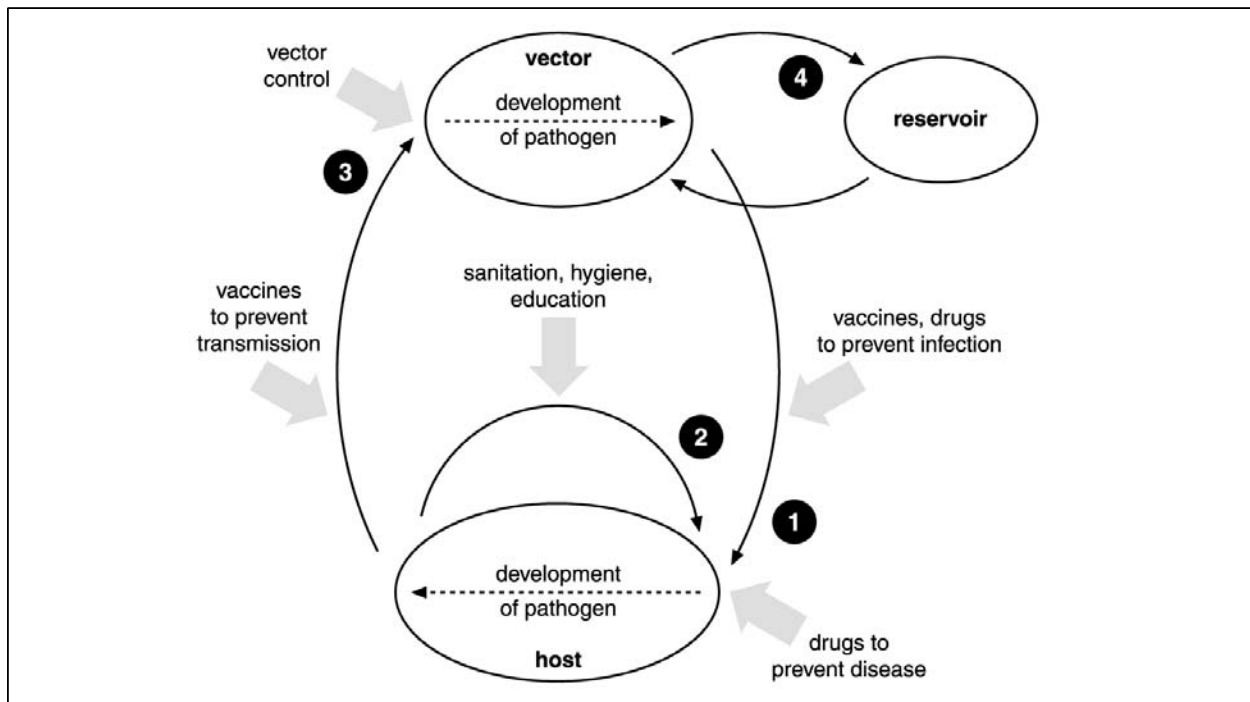 vector
control
vector
development
of pathogen
4
reservoir
3
sanitation, hygiene,
education
vaccines
to prevent
transmission
vaccines, drugs
to prevent infection
2
1
development
of pathogen
host
drugs to
prevent disease